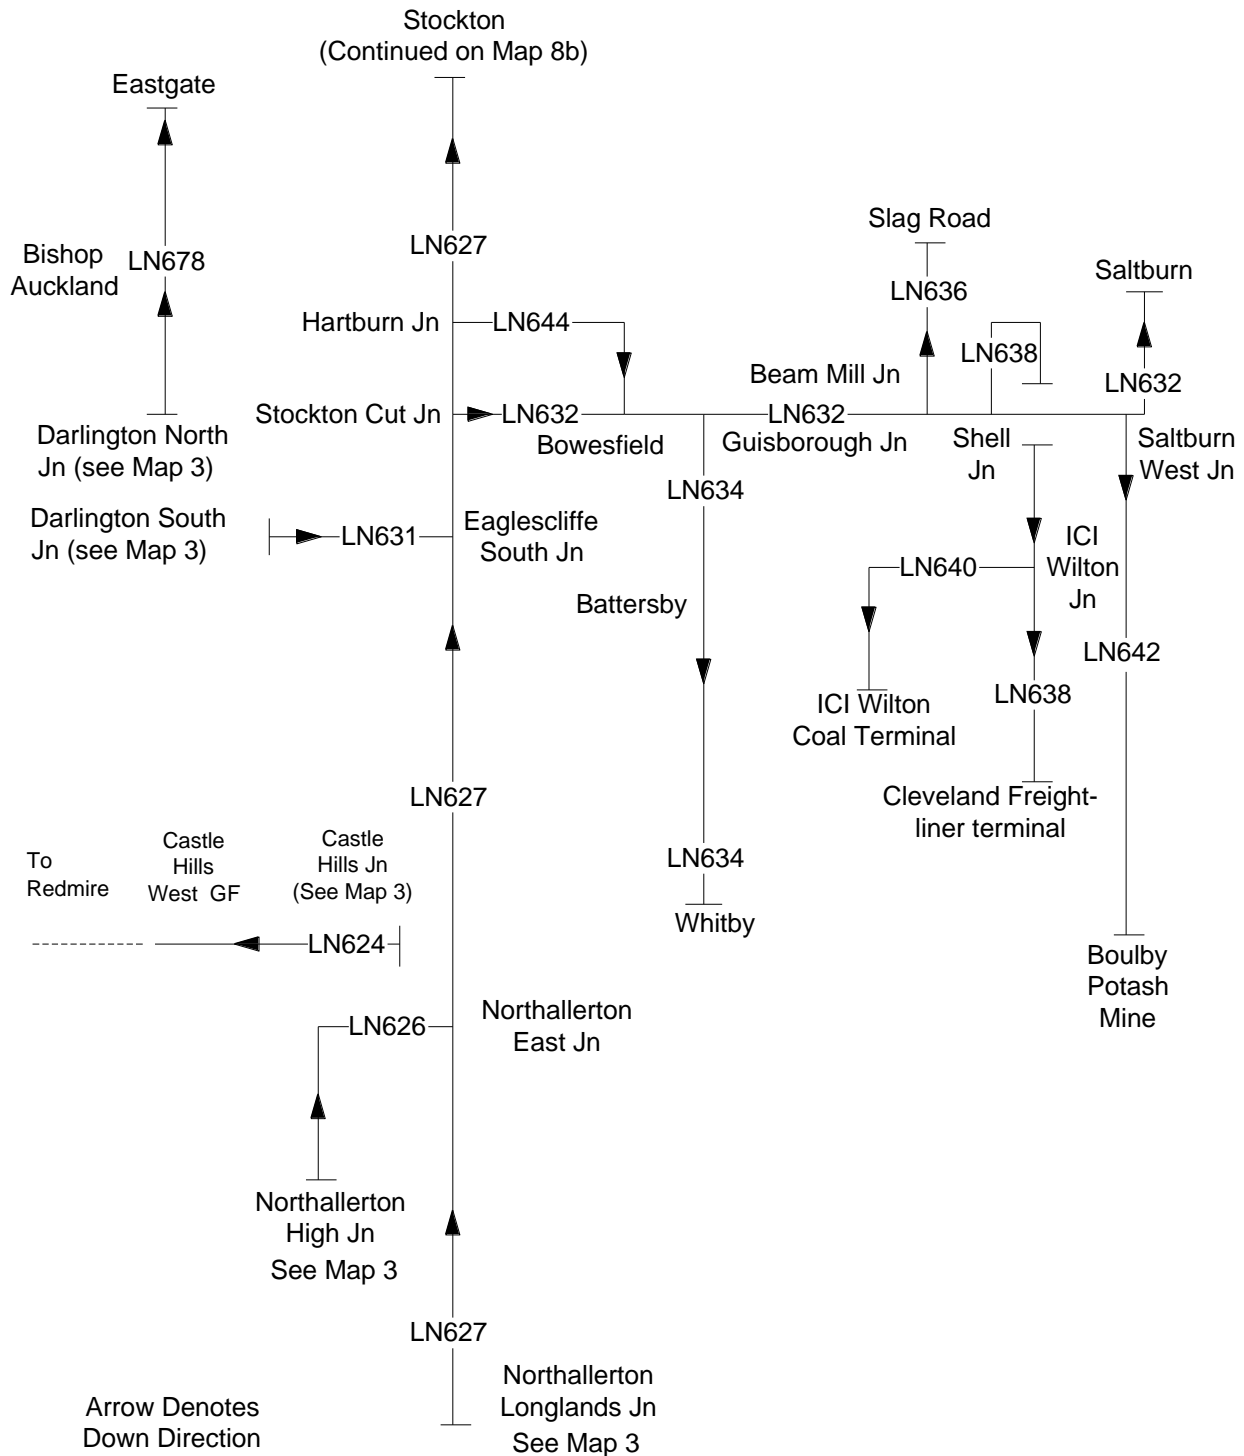 Stockton
(Continued on Map 8b)
Eastgate
Bishop
Auckland
LN678
LN627
Slag Road
LN636
Saltburn
Hartburn Jn
LN644
LN638
LN632
Beam Mill Jn
Stockton Cut Jn
LN632
LN632
Bowesfield
Guisborough Jn
Shell
Jn
Saltburn
West Jn
Darlington North
Jn (see Map 3)
Darlington South
Jn (see Map 3)
LN631
Eaglescliffe
South Jn
LN634
LN640
ICI
Wilton
Jn
Battersby
LN642
LN638
ICI Wilton
Coal Terminal
Cleveland Freight-
liner terminal
LN627
To
Redmire
Castle
Hills
West GF
Castle
Hills Jn
(See Map 3)
LN624
LN634
Whitby
Boulby
Potash
Mine
LN626
Northallerton
East Jn
Northallerton
High Jn
See Map 3
LN627
Northallerton
Longlands Jn
See Map 3
Arrow Denotes
Down Direction